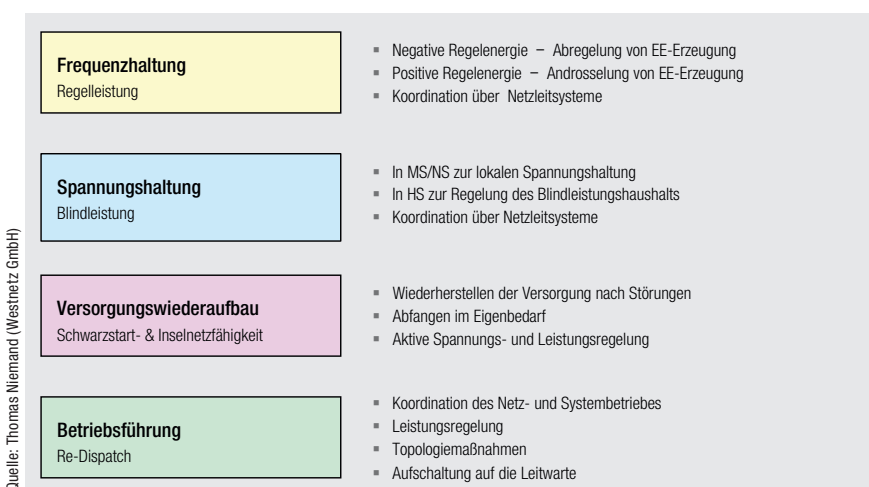 Frequenzhaltung
Regelleistung
▪ Negative Regelenergie – Abregelung von EE-Erzeugung
▪ Positive Regelenergie – Androsselung von EE-Erzeugung
▪ Koordination über Netzleitsysteme
Spannungshaltung
Blindleistung
▪ In MS/NS zur lokalen Spannungshaltung
▪ In HS zur Regelung des Blindleistungshaushalts
▪ Koordination über Netzleitsysteme
Versorgungswiederaufbau
Schwarzstart- & Inselnetzfähigkeit
▪ Wiederherstellen der Versorgung nach Störungen
▪ Abfangen im Eigenbedarf
▪ Aktive Spannungs- und Leistungsregelung
Betriebsführung
Re-Dispatch
▪ Koordination des Netz- und Systembetriebes
▪ Leistungsregelung
▪ Topologiemaßnahmen
▪ Aufschaltung auf die Leitwarte
Quelle: Thomas Niemand (Westnetz GmbH)